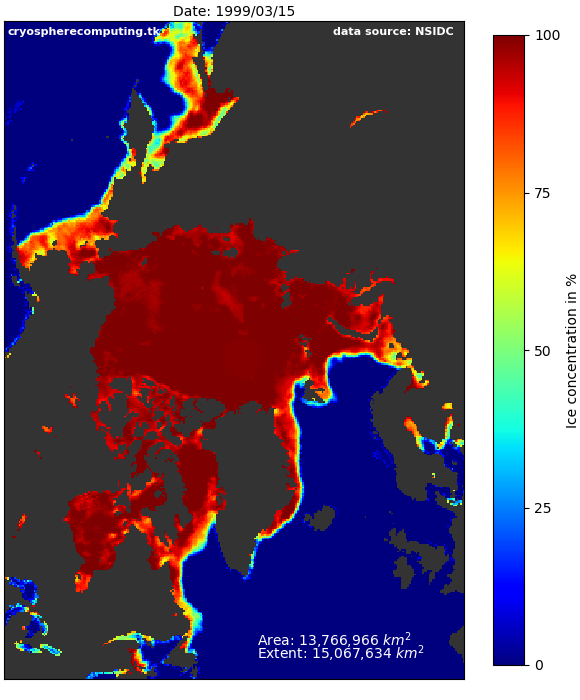 Date: 1999/03/15
cryospherecomputing.tk
data source: NSIDC
100
75
50
25
0
Ice concentration in %
Area: 13,766,966 km²
Extent: 15,067,634 km²